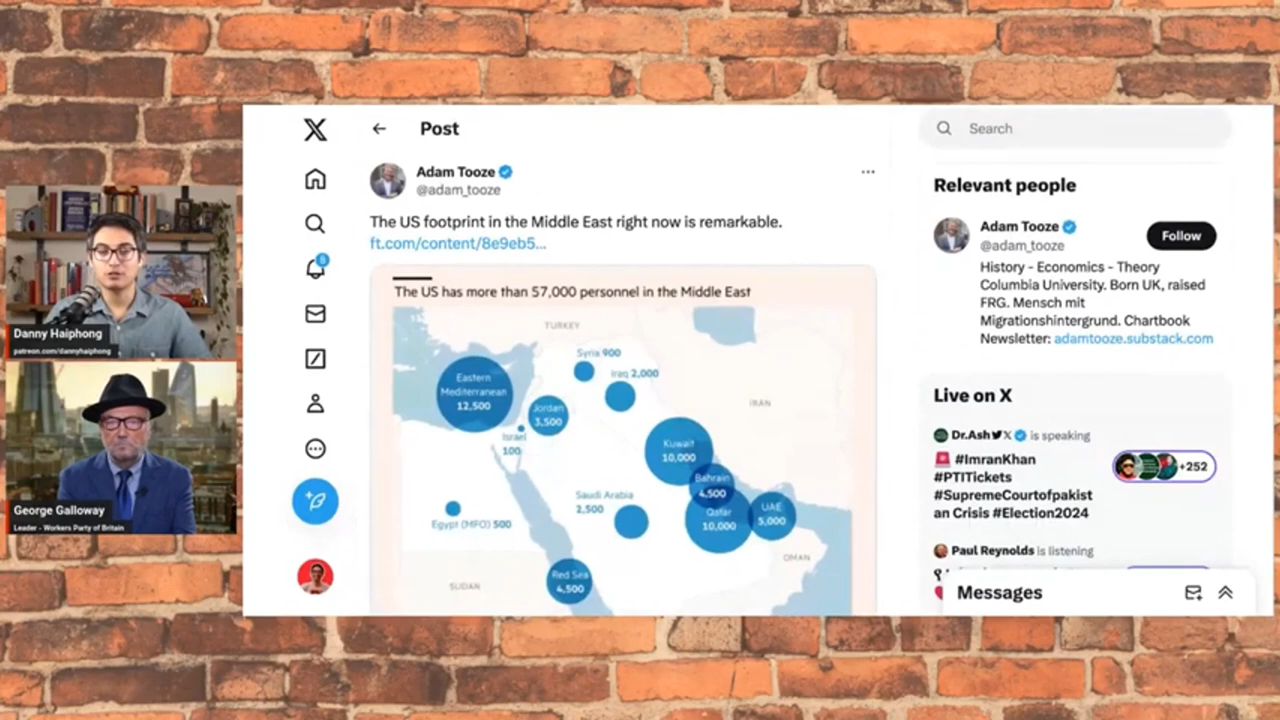 Danny Haiphong
patreon.com/dannyhaiphong
George Galloway
Leader - Workers Party of Britain
X
8
Post
Adam Tooze
@adam_tooze
The US footprint in the Middle East right now is remarkable.
ft.com/content/8e9eb5...
The US has more than 57,000 personnel in the Middle East
TURKEY
Syria 900
Iraq 2,000
IRAN
Eastern
Mediterranean
12,500
Jordan
3,500
Israel
100
Kuwait
10,000
Bahrain
4,500
Qatar
10,000
UAE
5,000
Saudi Arabia
2,500
Egypt (MFO) 500
OMAN
Red Sea
4,500
SUDAN
Search
Relevant people
Adam Tooze
@adam_tooze
Follow
History - Economics - Theory
Columbia University. Born UK, raised
FRG. Mensch mit
Migrationshintergrund. Chartbook
Newsletter: adamtooze.substack.com
Live on X
Dr.Ash X is speaking
#ImranKhan
#PTITickets
#SupremeCourtofpakist
an Crisis #Election2024
+252
Paul Reynolds is listening
Messages